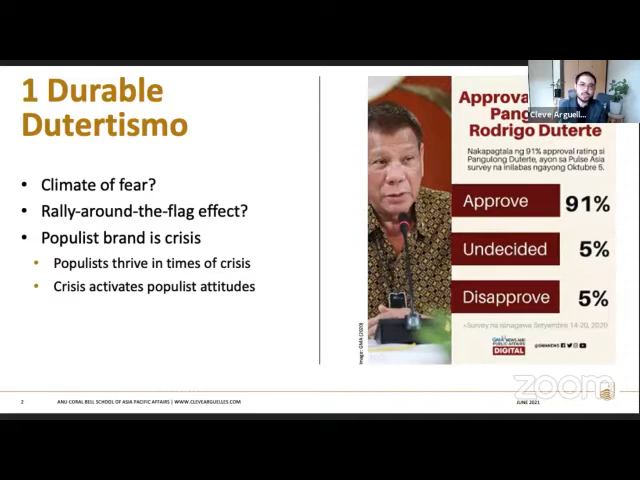 1 Durable
Dutertismo
• Climate of fear?
• Rally-around-the-flag effect?
• Populist brand is crisis
• Populists thrive in times of crisis
• Crisis activates populist attitudes
Approva
Pang
Rodrigo Duterte
Nakapagtala ng 91% approval rating si
Pangulong Duterte, ayon sa Pulse Asia
survey na inilabas ngayong Oktubre 5.
Approve 91%
Undecided 5%
Disapprove 5%
*Survey na isinagawa Setyembre 14-20, 2020
NEWS AND
PUBLIC AFFAIRS
DIGITAL
@GMANEWS
Image: GMA (2020)
Cleve Arguell...
zoom
2 ANU CORAL BELL SCHOOL OF ASIA PACIFIC AFFAIRS | WWW.CLEVEARGUELLES.COM JUNE 2021